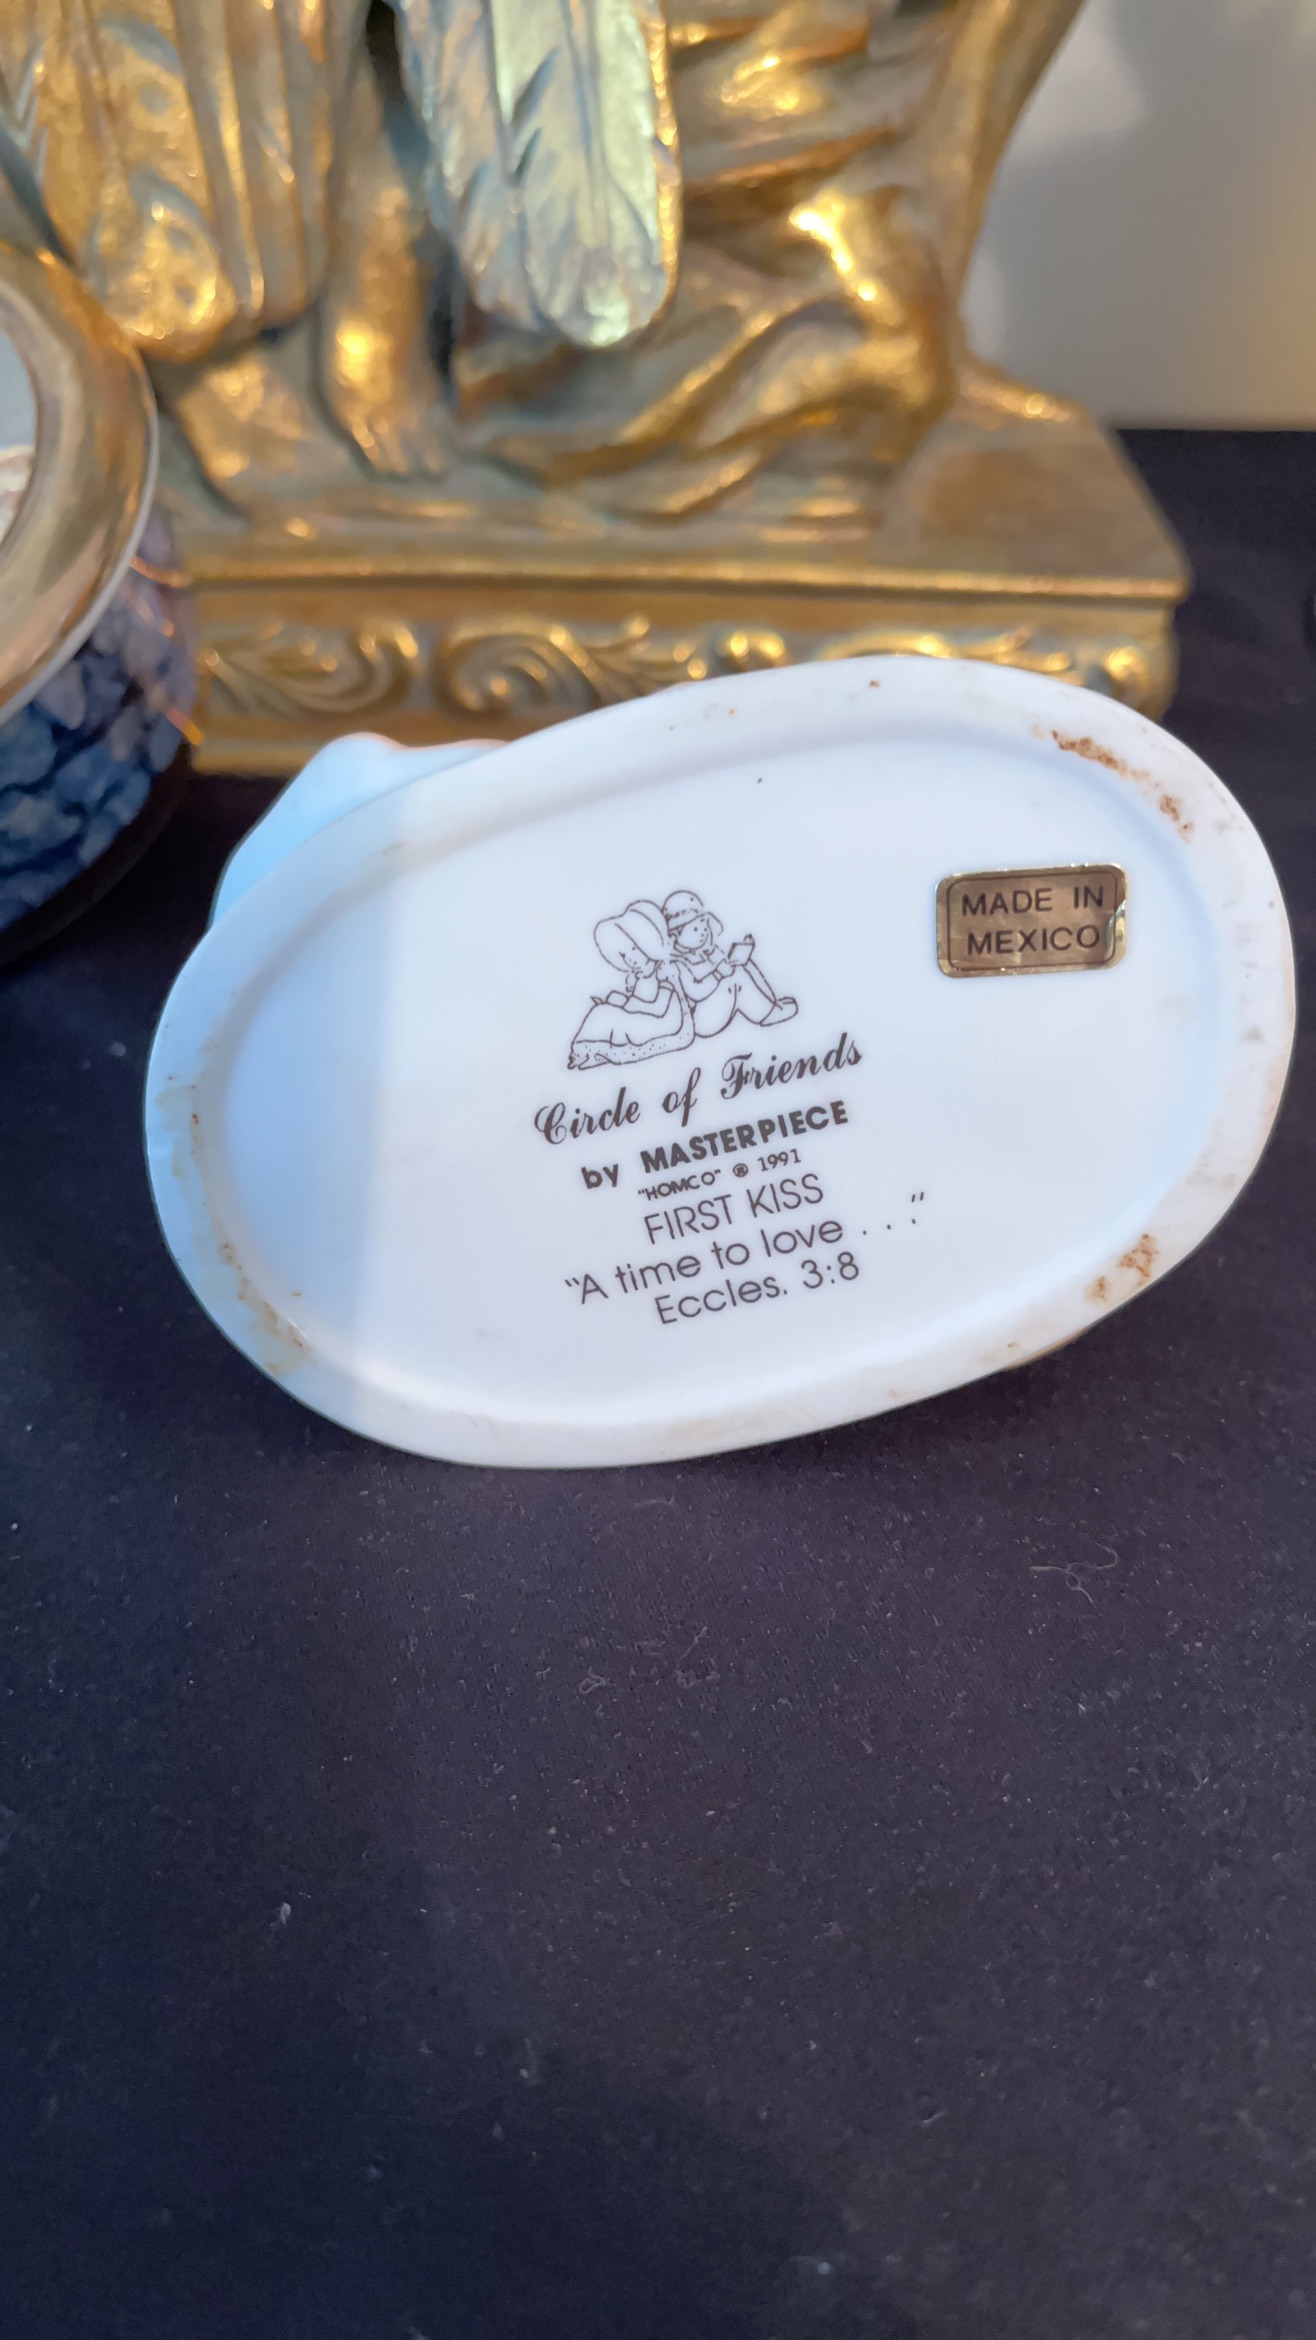 Circle of Friends
by MASTERPIECE
"HOMCO" ® 1991
FIRST KISS
"A time to love . . ."
Eccles. 3:8
MADE IN
MEXICO